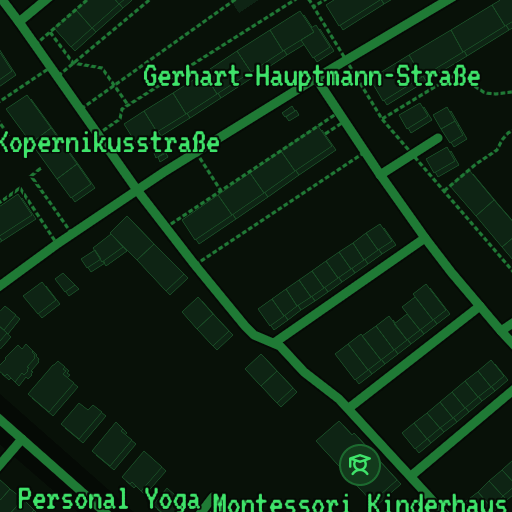 Gerhart-Hauptmann-Straße
Kopernikusstraße
Personal Yoga
Montessori Kinderhaus